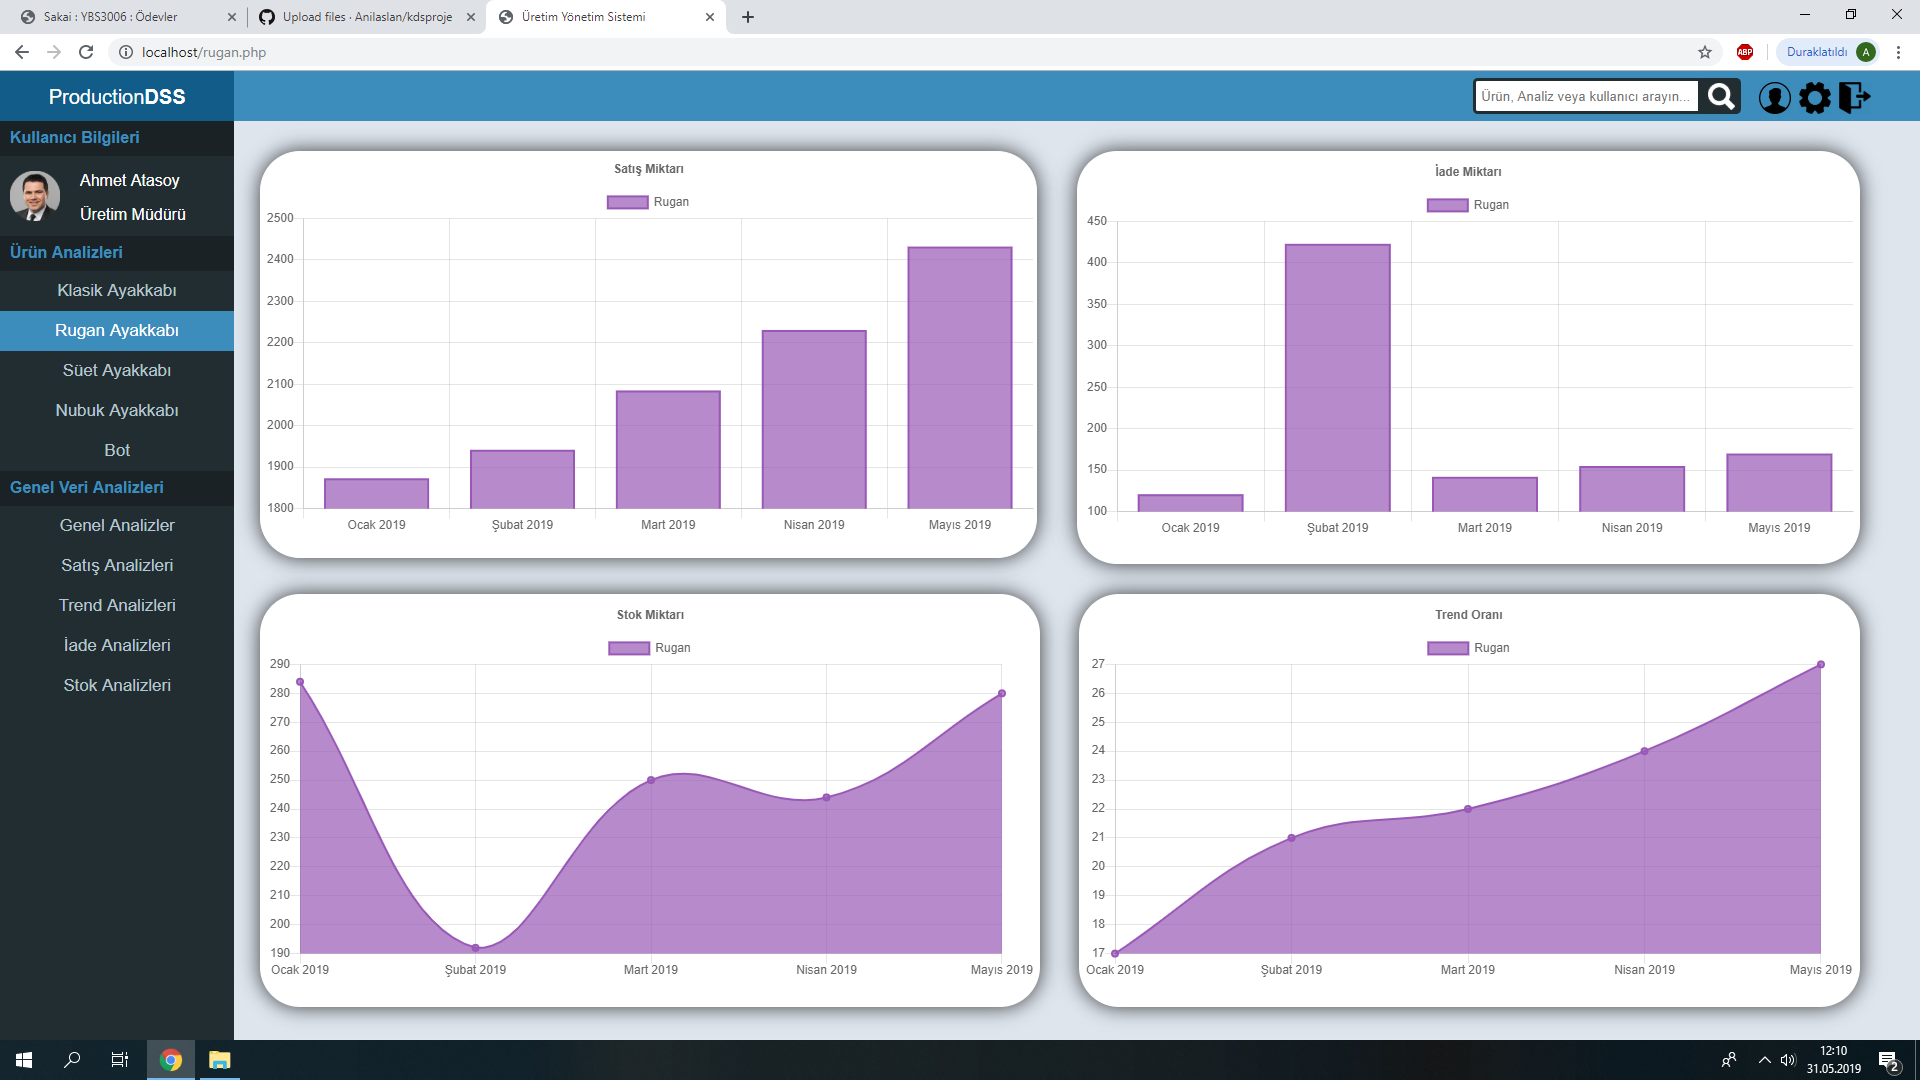 Sakai : YBS3006 : Ödevler
Upload files · Anilaslan/kdsproje
Üretim Yönetim Sistemi
localhost/rugan.php
ABP
Duraklatıldı
A
ProductionDSS
Ürün, Analiz veya kullanıcı arayın...
Kullanıcı Bilgileri
Ahmet Atasoy
Üretim Müdürü
Ürün Analizleri
Klasik Ayakkabı
Rugan Ayakkabı
Süet Ayakkabı
Nubuk Ayakkabı
Bot
Genel Veri Analizleri
Genel Analizler
Satış Analizleri
Trend Analizleri
İade Analizleri
Stok Analizleri
Satış Miktarı
Rugan
2500
2400
2300
2200
2100
2000
1900
1800
Ocak 2019 Şubat 2019 Mart 2019 Nisan 2019 Mayıs 2019
İade Miktarı
Rugan
450
400
350
300
250
200
150
100
Ocak 2019 Şubat 2019 Mart 2019 Nisan 2019 Mayıs 2019
Stok Miktarı
Rugan
290
280
270
260
250
240
230
220
210
200
190
Ocak 2019 Şubat 2019 Mart 2019 Nisan 2019 Mayıs 2019
Trend Oranı
Rugan
27
26
25
24
23
22
21
20
19
18
17
Ocak 2019 Şubat 2019 Mart 2019 Nisan 2019 Mayıs 2019
12:10
31.05.2019
2